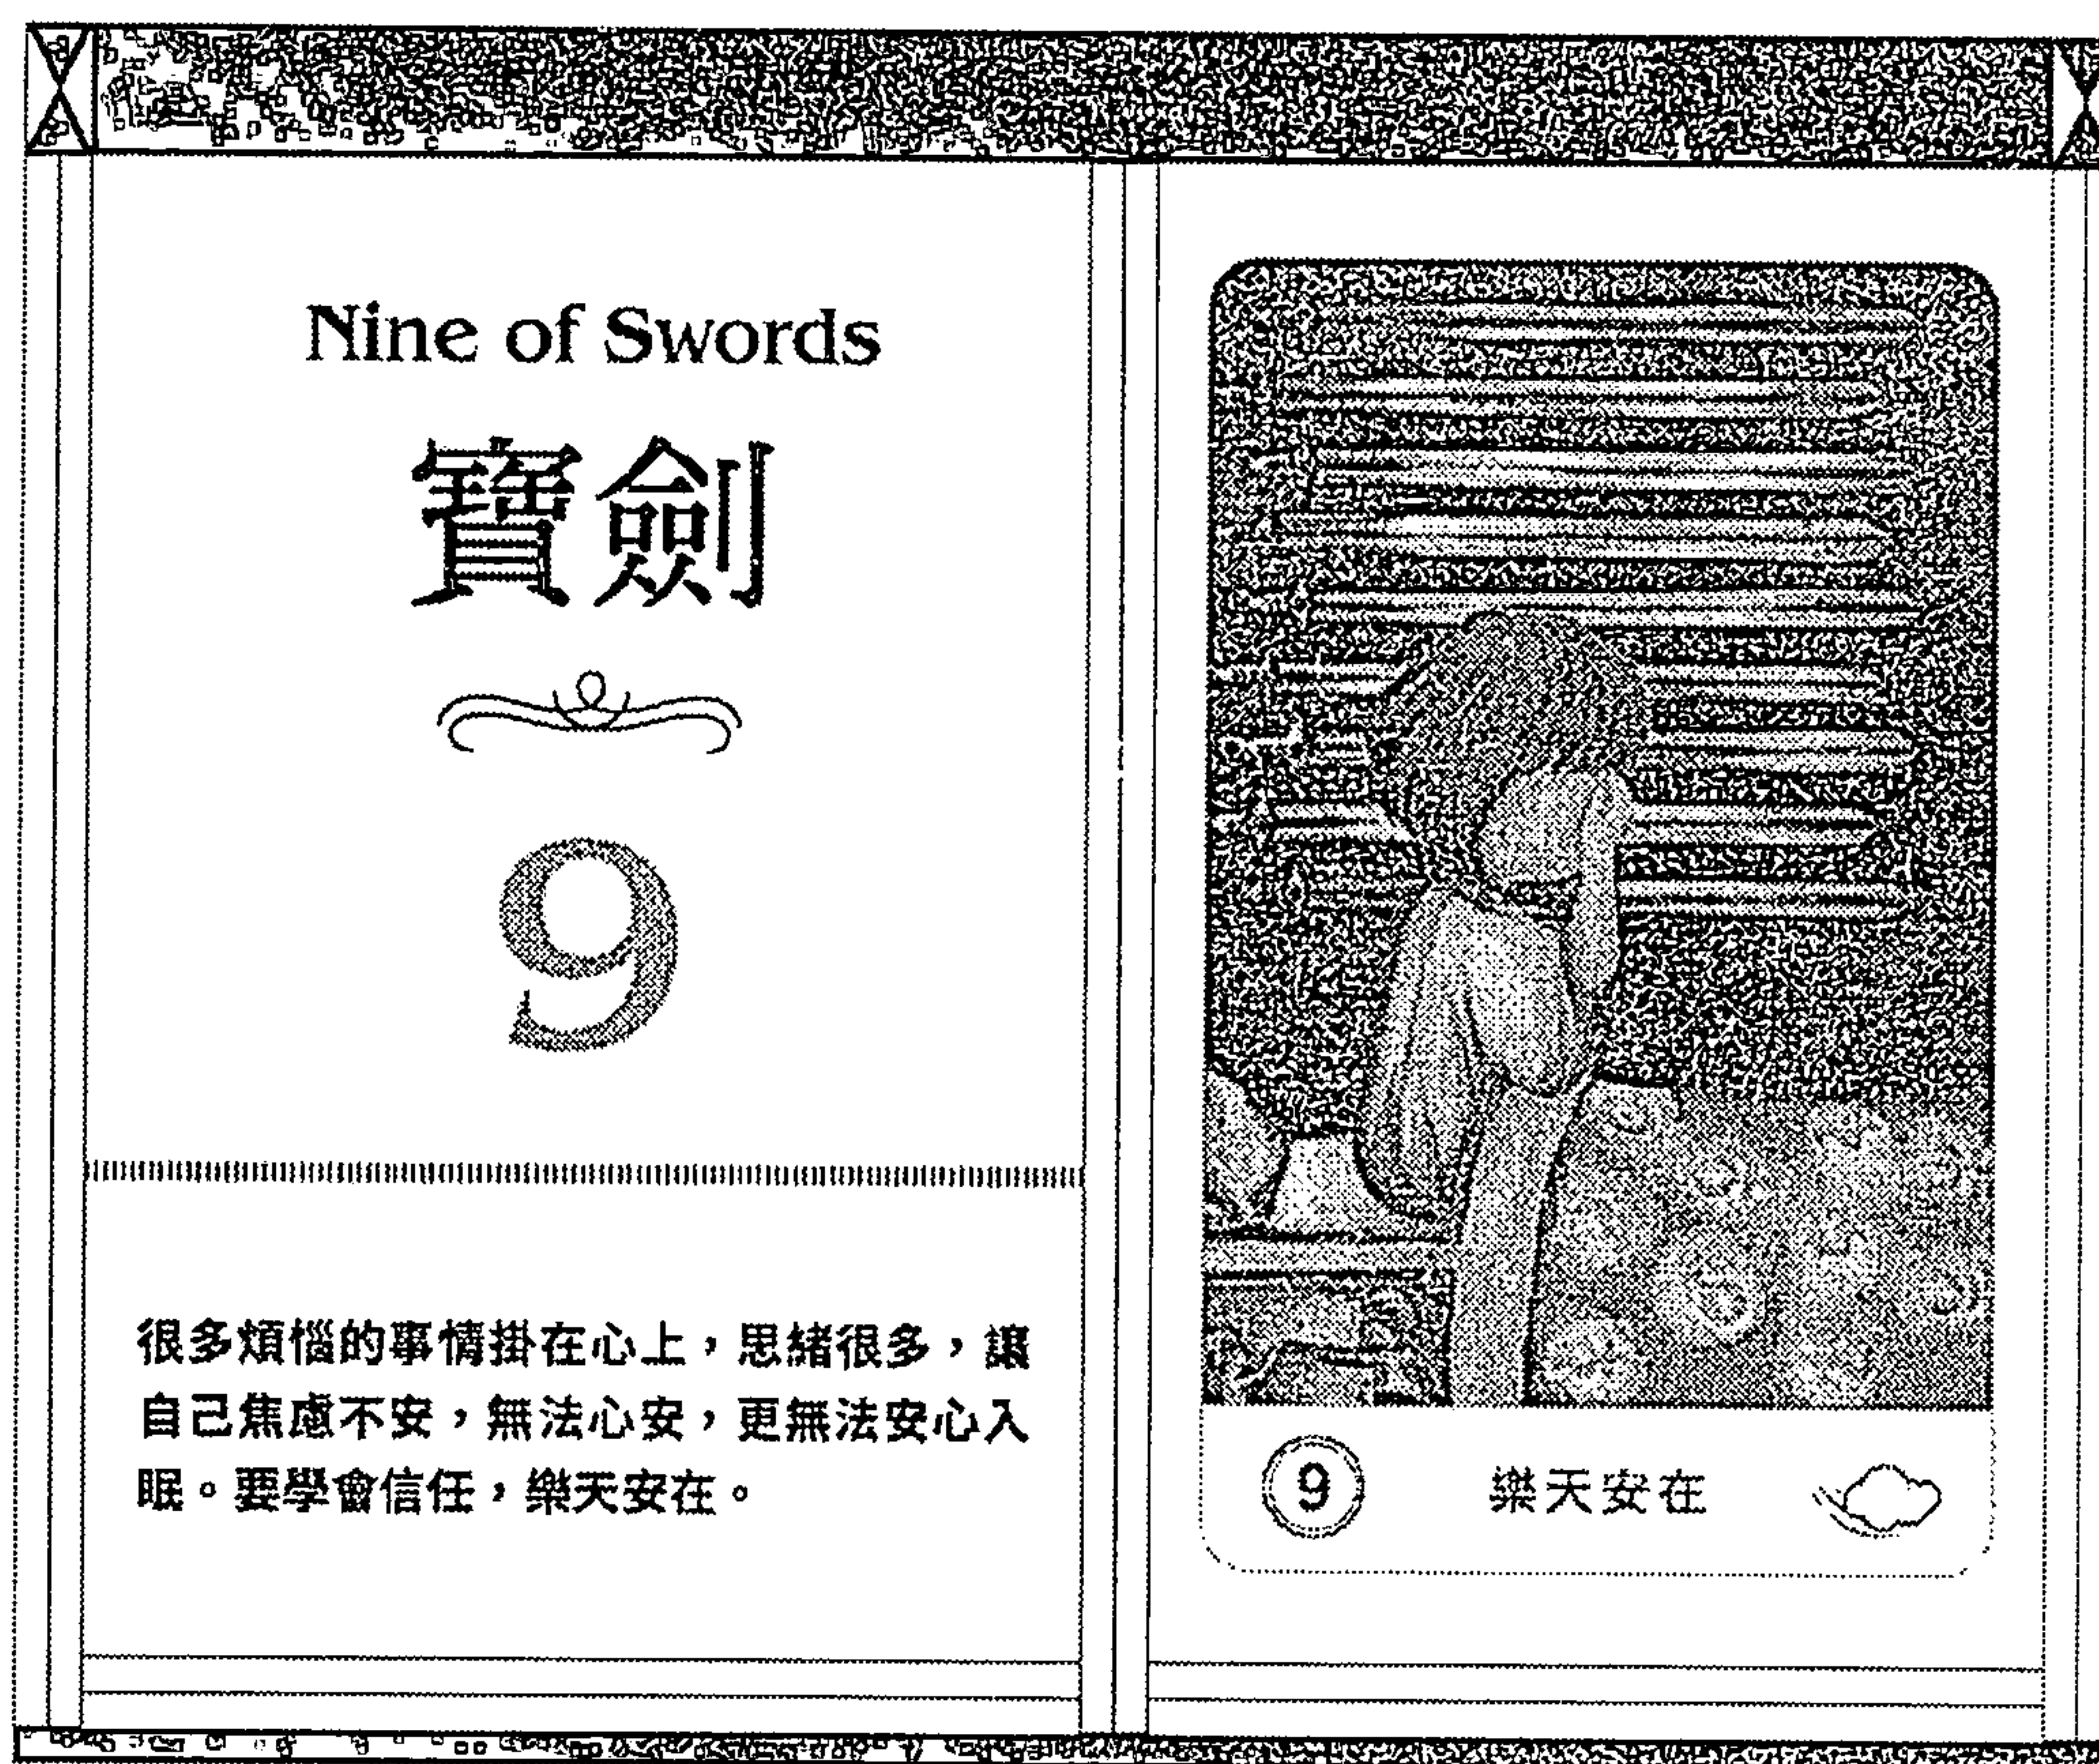 Nine of Swords
寶劍
9
很多煩惱的事情掛在心上，思緒很多，讓
自己焦慮不安，無法心安，更無法安心入
眠。要學會信任，樂天安在。
9 樂天安在